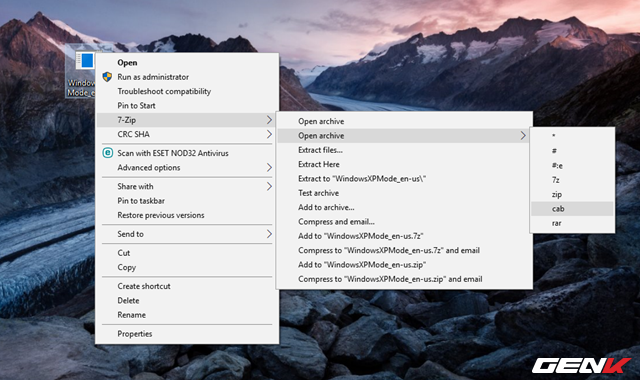 Window
Mode_e
Open
Run as administrator
Troubleshoot compatibility
Pin to Start
7-Zip
CRC SHA
Scan with ESET NOD32 Antivirus
Advanced options
Share with
Pin to taskbar
Restore previous versions
Send to
Cut
Copy
Create shortcut
Delete
Rename
Properties
Open archive
Open archive
Extract files...
Extract Here
Extract to "WindowsXPMode_en-us\"
Test archive
Add to archive...
Compress and email...
Add to "WindowsXPMode_en-us.7z"
Compress to "WindowsXPMode_en-us.7z" and email
Add to "WindowsXPMode_en-us.zip"
Compress to "WindowsXPMode_en-us.zip" and email
*
#
#:e
7z
zip
cab
rar
GENK